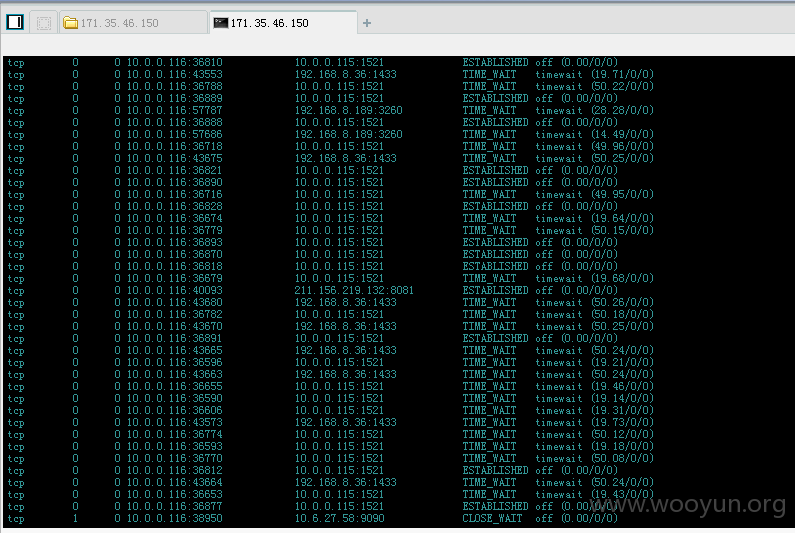 171.35.46.150 171.35.46.150 +
tcp 0 0 10.0.0.116:36810 10.0.0.115:1521 ESTABLISHED off (0.00/0/0)
tcp 0 0 10.0.0.116:43553 192.168.8.36:1433 TIME_WAIT timewait (19.71/0/0)
tcp 0 0 10.0.0.116:36788 10.0.0.115:1521 TIME_WAIT timewait (50.22/0/0)
tcp 0 0 10.0.0.116:36889 10.0.0.115:1521 ESTABLISHED off (0.00/0/0)
tcp 0 0 10.0.0.116:57787 192.168.8.189:3260 TIME_WAIT timewait (28.28/0/0)
tcp 0 0 10.0.0.116:36888 10.0.0.115:1521 ESTABLISHED off (0.00/0/0)
tcp 0 0 10.0.0.116:57686 192.168.8.189:3260 TIME_WAIT timewait (14.49/0/0)
tcp 0 0 10.0.0.116:36718 10.0.0.115:1521 TIME_WAIT timewait (49.96/0/0)
tcp 0 0 10.0.0.116:43675 192.168.8.36:1433 TIME_WAIT timewait (50.25/0/0)
tcp 0 0 10.0.0.116:36821 10.0.0.115:1521 ESTABLISHED off (0.00/0/0)
tcp 0 0 10.0.0.116:36890 10.0.0.115:1521 ESTABLISHED off (0.00/0/0)
tcp 0 0 10.0.0.116:36716 10.0.0.115:1521 TIME_WAIT timewait (49.95/0/0)
tcp 0 0 10.0.0.116:36828 10.0.0.115:1521 ESTABLISHED off (0.00/0/0)
tcp 0 0 10.0.0.116:36674 10.0.0.115:1521 TIME_WAIT timewait (19.64/0/0)
tcp 0 0 10.0.0.116:36779 10.0.0.115:1521 TIME_WAIT timewait (50.15/0/0)
tcp 0 0 10.0.0.116:36893 10.0.0.115:1521 ESTABLISHED off (0.00/0/0)
tcp 0 0 10.0.0.116:36870 10.0.0.115:1521 ESTABLISHED off (0.00/0/0)
tcp 0 0 10.0.0.116:36818 10.0.0.115:1521 ESTABLISHED off (0.00/0/0)
tcp 0 0 10.0.0.116:36679 10.0.0.115:1521 TIME_WAIT timewait (19.68/0/0)
tcp 0 0 10.0.0.116:40093 211.156.219.132:8081 ESTABLISHED off (0.00/0/0)
tcp 0 0 10.0.0.116:43680 192.168.8.36:1433 TIME_WAIT timewait (50.26/0/0)
tcp 0 0 10.0.0.116:36782 10.0.0.115:1521 TIME_WAIT timewait (50.18/0/0)
tcp 0 0 10.0.0.116:43670 192.168.8.36:1433 TIME_WAIT timewait (50.25/0/0)
tcp 0 0 10.0.0.116:36891 10.0.0.115:1521 ESTABLISHED off (0.00/0/0)
tcp 0 0 10.0.0.116:43665 192.168.8.36:1433 TIME_WAIT timewait (50.24/0/0)
tcp 0 0 10.0.0.116:36596 10.0.0.115:1521 TIME_WAIT timewait (19.21/0/0)
tcp 0 0 10.0.0.116:43663 192.168.8.36:1433 TIME_WAIT timewait (50.24/0/0)
tcp 0 0 10.0.0.116:36655 10.0.0.115:1521 TIME_WAIT timewait (19.46/0/0)
tcp 0 0 10.0.0.116:36590 10.0.0.115:1521 TIME_WAIT timewait (19.14/0/0)
tcp 0 0 10.0.0.116:36606 10.0.0.115:1521 TIME_WAIT timewait (19.31/0/0)
tcp 0 0 10.0.0.116:43573 192.168.8.36:1433 TIME_WAIT timewait (19.73/0/0)
tcp 0 0 10.0.0.116:36774 10.0.0.115:1521 TIME_WAIT timewait (50.12/0/0)
tcp 0 0 10.0.0.116:36593 10.0.0.115:1521 TIME_WAIT timewait (19.18/0/0)
tcp 0 0 10.0.0.116:36770 10.0.0.115:1521 TIME_WAIT timewait (50.08/0/0)
tcp 0 0 10.0.0.116:36812 10.0.0.115:1521 ESTABLISHED off (0.00/0/0)
tcp 0 0 10.0.0.116:43664 192.168.8.36:1433 TIME_WAIT timewait (50.24/0/0)
tcp 0 0 10.0.0.116:36653 10.0.0.115:1521 TIME_WAIT timewait (19.43/0/0)
tcp 0 0 10.0.0.116:36877 10.0.0.115:1521 ESTABLISHED off (0.00/0/0)
tcp 1 0 10.0.0.116:38950 10.6.27.58:9090 CLOSE_WAIT off (0.00/0/0)
www.wooyun.org